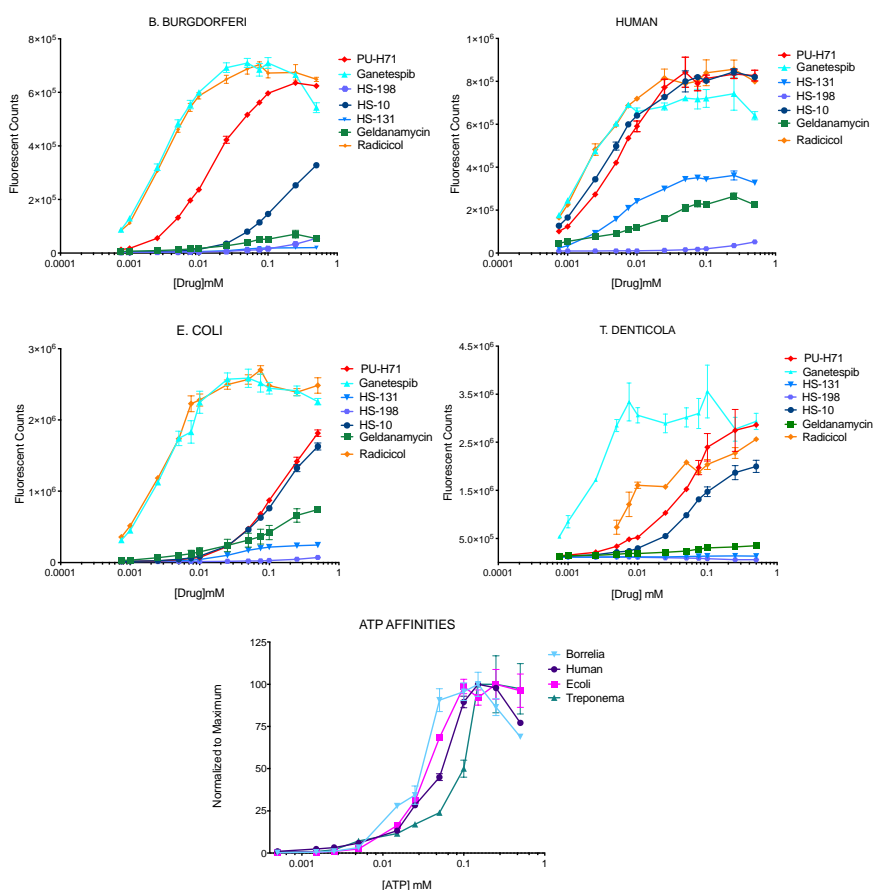 B. BURGDORFERI
8×10⁵
6×10⁵
4×10⁵
2×10⁵
0
0.0001
0.001
0.01
0.1
1
Fluorescent Counts
[Drug]mM
PU-H71
Ganetespib
HS-198
HS-10
HS-131
Geldanamycin
Radicicol
HUMAN
1×10⁶
8×10⁵
6×10⁵
4×10⁵
2×10⁵
0
0.0001
0.001
0.01
0.1
1
Fluorescent Counts
[Drug]mM
PU-H71
Ganetespib
HS-131
HS-198
HS-10
Geldanamycin
Radicicol
E. COLI
3×10⁶
2×10⁶
1×10⁶
0
0.0001
0.001
0.01
0.1
1
Fluorescent Counts
[Drug]mM
PU-H71
Ganetespib
HS-131
HS-198
HS-10
Geldanamycin
Radicicol
T. DENTICOLA
4.5×10⁶
3.5×10⁶
2.5×10⁶
1.5×10⁶
5.0×10⁵
0.0001
0.001
0.01
0.1
1
Fluorescent Counts
[Drug] mM
PU-H71
Ganetespib
HS-131
HS-198
HS-10
Geldanamycin
Radicicol
ATP AFFINITIES
125
100
75
50
25
0
0.001
0.01
0.1
1
Normalized to Maximum
[ATP] mM
Borrelia
Human
Ecoli
Treponema